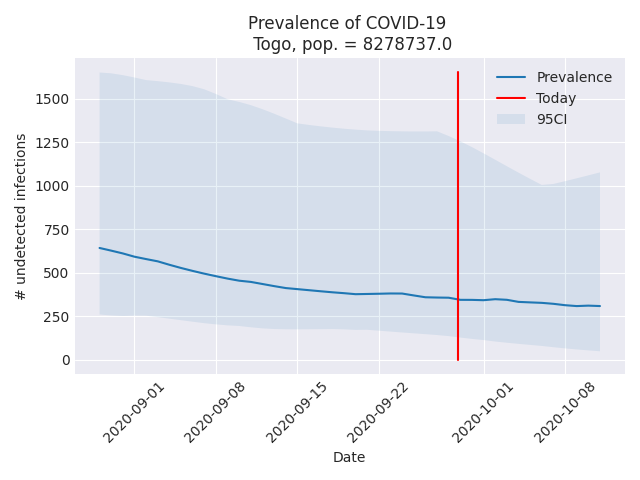 Prevalence of COVID-19
Togo, pop. = 8278737.0
Prevalence
Today
95CI
1500
1250
1000
750
500
250
0
# undetected infections
2020-09-01
2020-09-08
2020-09-15
2020-09-22
2020-10-01
2020-10-08
Date